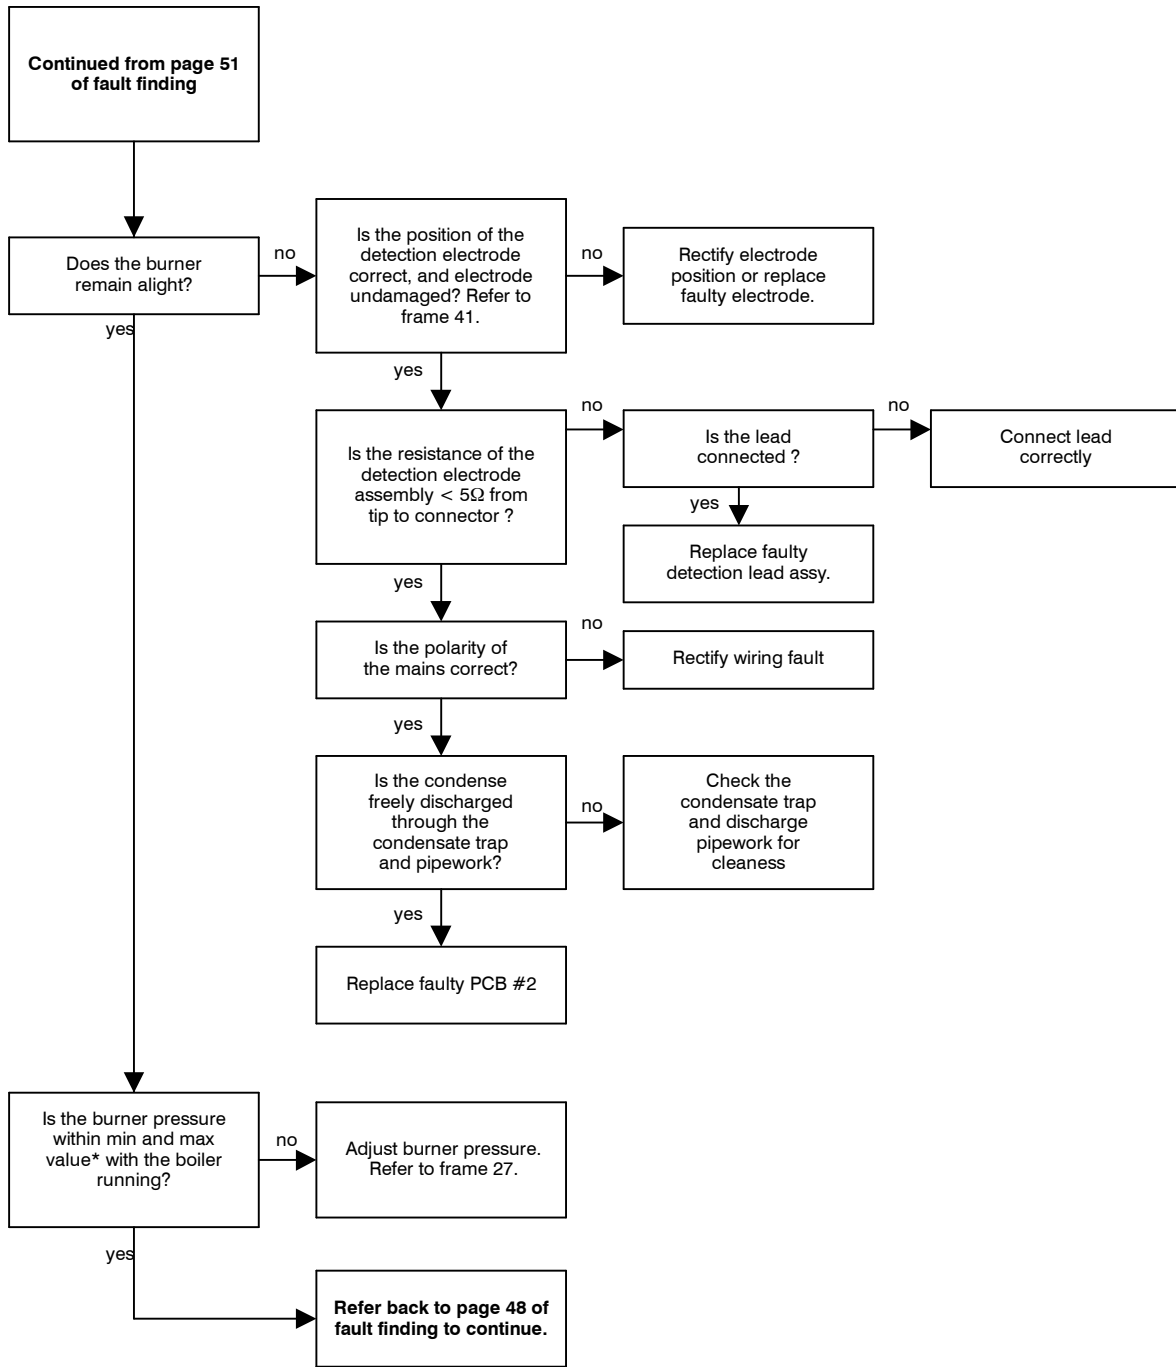 Continued from page 51
of fault finding
Does the burner
remain alight?
no
Is the position of the
detection electrode
correct, and electrode
undamaged? Refer to
frame 41.
no
Rectify electrode
position or replace
faulty electrode.
yes
yes
Is the resistance of the
detection electrode
assembly < 5Ω from
tip to connector ?
no
Is the lead
connected ?
no
Connect lead
correctly
yes
Replace faulty
detection lead assy.
yes
Is the polarity of
the mains correct?
no
Rectify wiring fault
yes
Is the condense
freely discharged
through the
condensate trap
and pipework?
no
Check the
condensate trap
and discharge
pipework for
cleaness
yes
Replace faulty PCB #2
Is the burner pressure
within min and max
value* with the boiler
running?
no
Adjust burner pressure.
Refer to frame 27.
yes
Refer back to page 48 of
fault finding to continue.